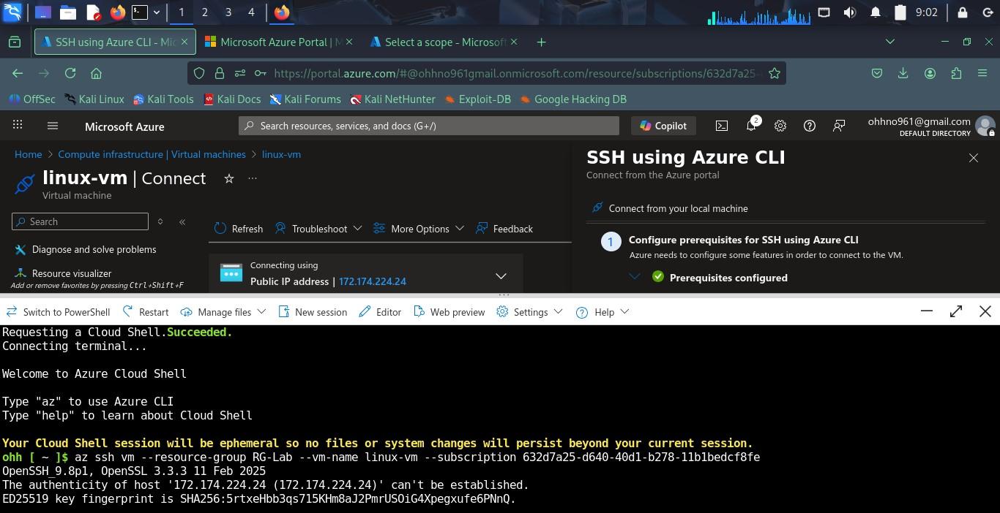 1 2 3 4 9:02
SSH using Azure CLI - Mic Microsoft Azure Portal | M Select a scope - Microsoft
https://portal.azure.com/#@ohhno961gmail.onmicrosoft.com/resource/subscriptions/632d7a25-
OffSec Kali Linux Kali Tools Kali Docs Kali Forums Kali NetHunter Exploit-DB Google Hacking DB
Microsoft Azure Search resources, services, and docs (G+/) Copilot 2 ohhno961@gmail.com
DEFAULT DIRECTORY
Home > Compute infrastructure | Virtual machines > linux-vm
linux-vm | Connect
Virtual machine
Search
Diagnose and solve problems
Resource visualizer
Add or remove favorites by pressing Ctrl+Shift+F
Refresh Troubleshoot More Options Feedback
Connecting using
Public IP address | 172.174.224.24
SSH using Azure CLI
Connect from the Azure portal
Connect from your local machine
1 Configure prerequisites for SSH using Azure CLI
Azure needs to configure some features in order to connect to the VM.
Prerequisites configured
Switch to PowerShell Restart Manage files New session Editor Web preview Settings Help
Requesting a Cloud Shell.Succeeded.
Connecting terminal...
Welcome to Azure Cloud Shell
Type "az" to use Azure CLI
Type "help" to learn about Cloud Shell
Your Cloud Shell session will be ephemeral so no files or system changes will persist beyond your current session.
ohh [ ~ ]$ az ssh vm --resource-group RG-Lab --vm-name linux-vm --subscription 632d7a25-d640-40d1-b278-11b1bedcf8fe
OpenSSH_9.8p1, OpenSSL 3.3.3 11 Feb 2025
The authenticity of host '172.174.224.24 (172.174.224.24)' can't be established.
ED25519 key fingerprint is SHA256:5rtxeHbb3qs715KHm8aJ2PmrUSOiG4Xpegxufe6PNnQ.